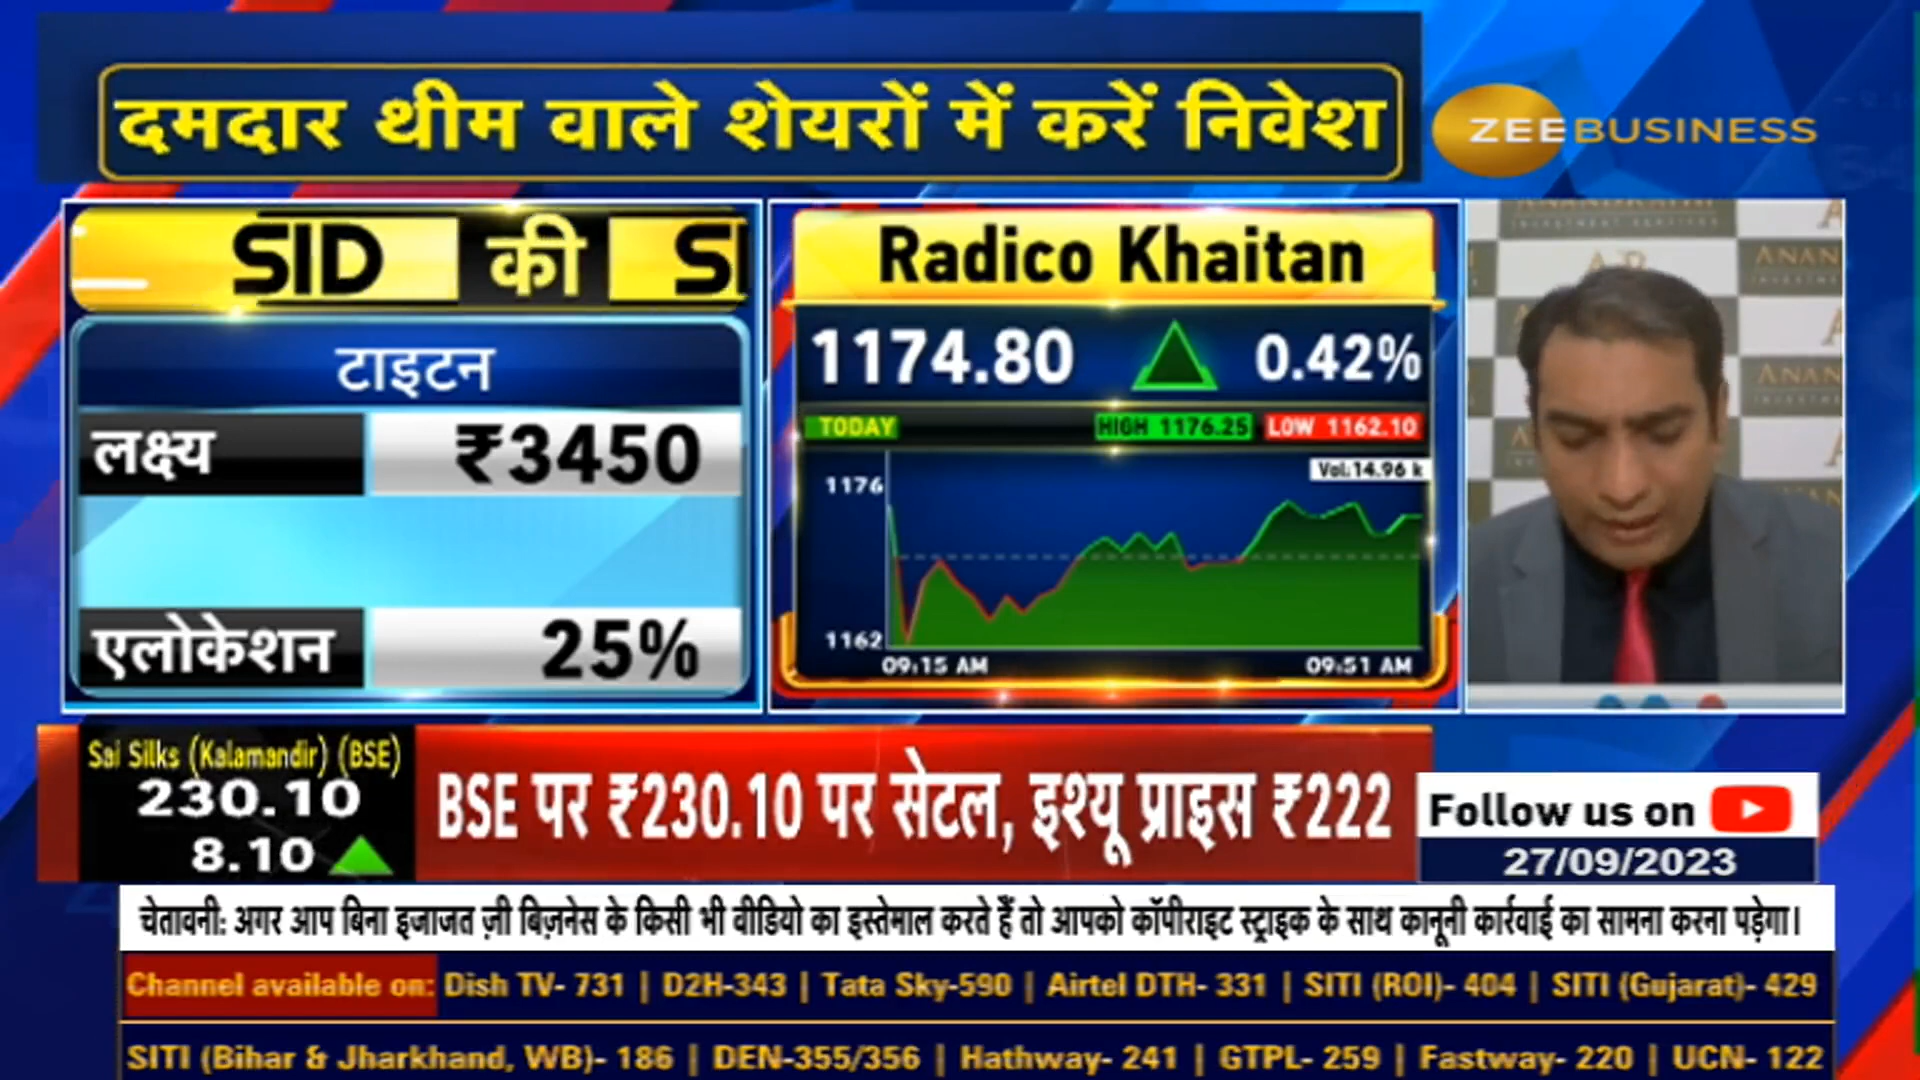 दमदार थीम वाले शेयरों में करें निवेश
ZEEBUSINESS
SID की
टाइटन
लक्ष्य ₹3450
एलोकेशन 25%
Radico Khaitan
1174.80 0.42%
TODAY HIGH 1176.25 LOW 1162.10
Vol:14.96 k
1176
1162
09:15 AM 09:51 AM
ANAN
ANAN
Sai Silks (Kalamandir) (BSE)
230.10
8.10
BSE पर ₹230.10 पर सेटल, इश्यू प्राइस ₹222
Follow us on
27/09/2023
चेतावनी: अगर आप बिना इजाजत ज़ी बिज़नेस के किसी भी वीडियो का इस्तेमाल करते हैं तो आपको कॉपीराइट स्ट्राइक के साथ कानूनी कार्रवाई का सामना करना पड़ेगा।
Channel available on: Dish TV- 731 | D2H-343 | Tata Sky-590 | Airtel DTH- 331 | SITI (ROI)- 404 | SITI (Gujarat)- 429
SITI (Bihar & Jharkhand, WB)- 186 | DEN-355/356 | Hathway- 241 | GTPL- 259 | Fastway- 220 | UCN- 122